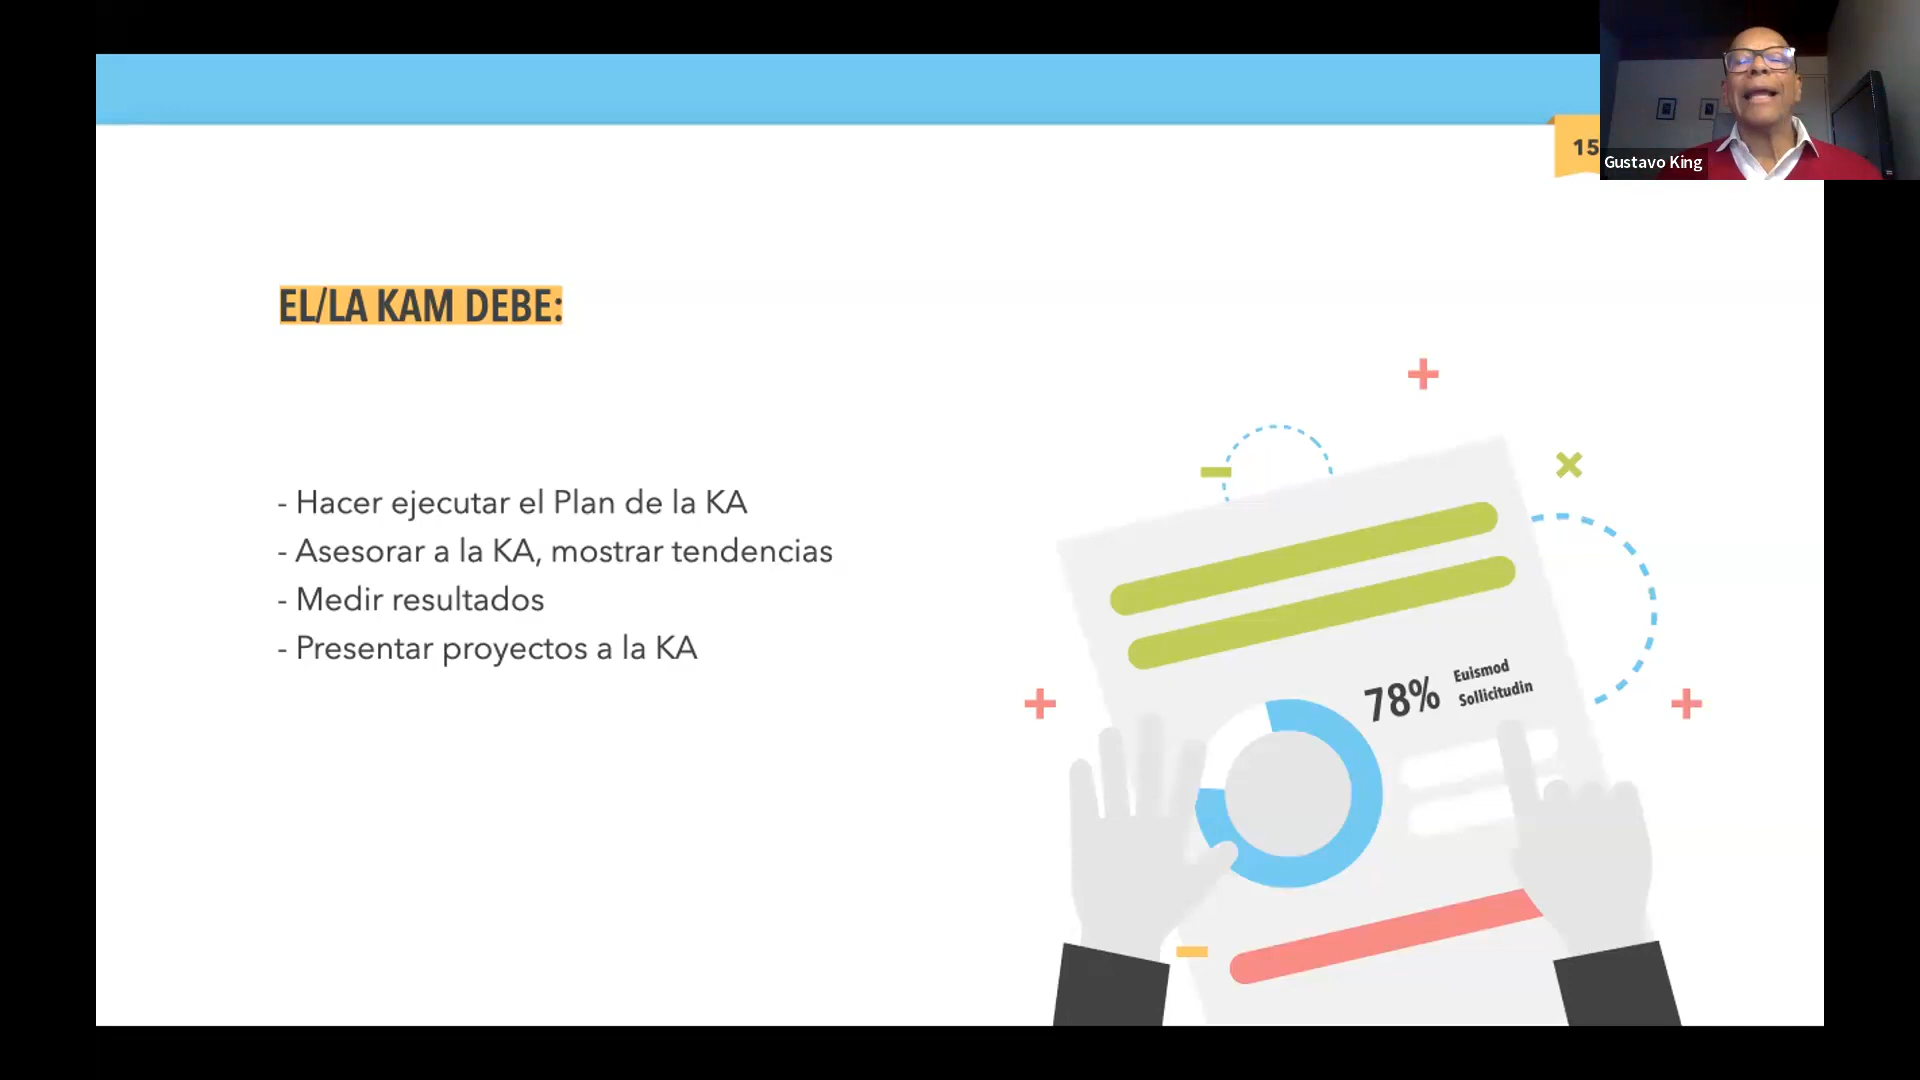 15
Gustavo King
EL/LA KAM DEBE:
- Hacer ejecutar el Plan de la KA
- Asesorar a la KA, mostrar tendencias
- Medir resultados
- Presentar proyectos a la KA
78%
Euismod
Sollicitudin